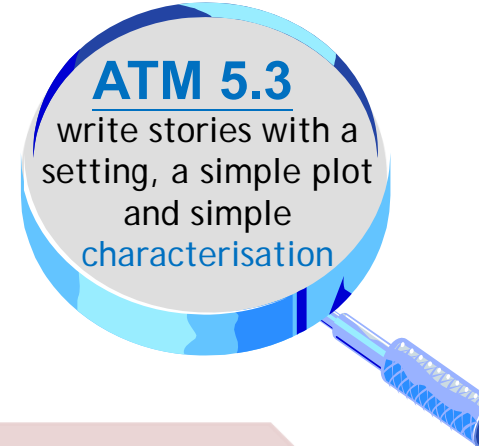 ATM 5.3
write stories with a
setting, a simple plot
and simple
characterisation